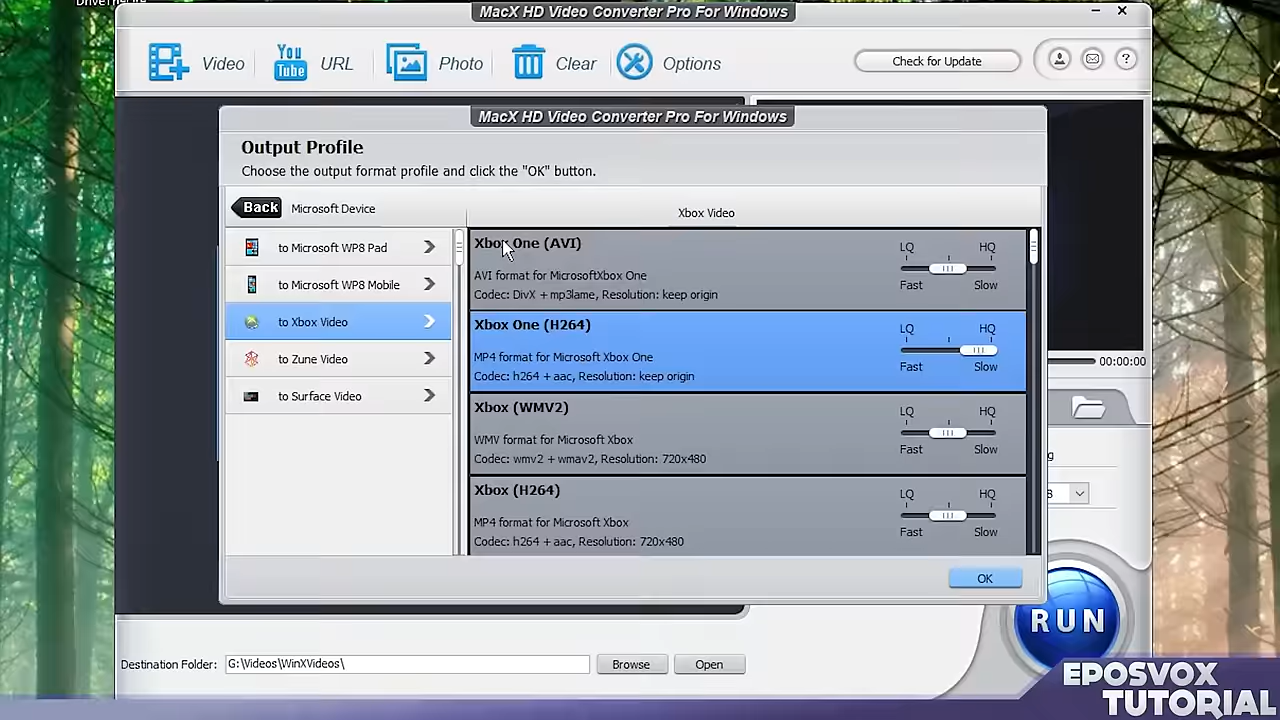 MacX HD Video Converter Pro For Windows
Video
You
Tube
URL
Photo
Clear
Options
Check for Update
?
MacX HD Video Converter Pro For Windows
Output Profile
Choose the output format profile and click the "OK" button.
Back
Microsoft Device
Xbox Video
to Microsoft WP8 Pad
to Microsoft WP8 Mobile
to Xbox Video
to Zune Video
to Surface Video
Xbox One (AVI)
AVI format for MicrosoftXbox One
Codec: DivX + mp3lame, Resolution: keep origin
LQ HQ
Fast Slow
Xbox One (H264)
MP4 format for Microsoft Xbox One
Codec: h264 + aac, Resolution: keep origin
LQ HQ
Fast Slow
Xbox (WMV2)
WMV format for Microsoft Xbox
Codec: wmv2 + wmav2, Resolution: 720x480
LQ HQ
Fast Slow
Xbox (H264)
MP4 format for Microsoft Xbox
Codec: h264 + aac, Resolution: 720x480
LQ HQ
Fast Slow
OK
00:00:00
RUN
Destination Folder:
G:\Videos\WinXVideos\
Browse
Open
EPOSVOX
TUTORIAL